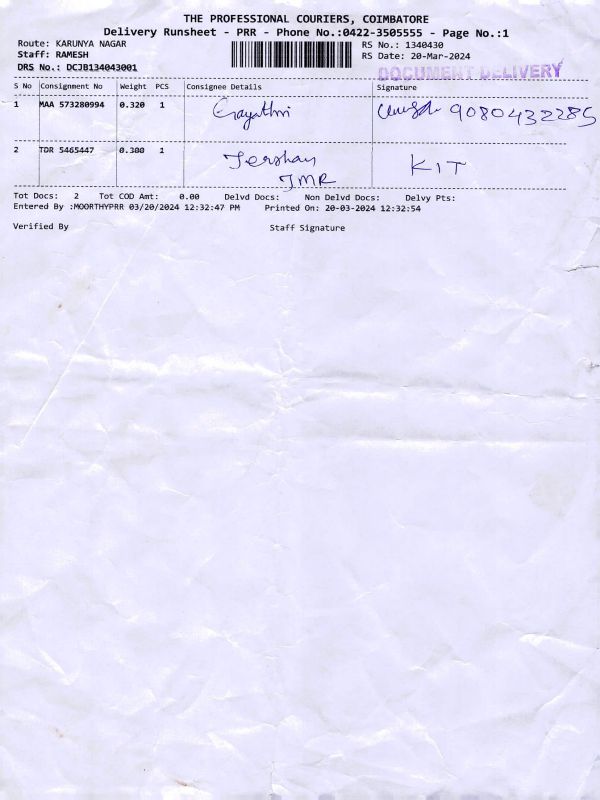 THE PROFESSIONAL COURIERS, COIMBATORE
Delivery Runsheet - PRR - Phone No.:0422-3505555 - Page No.:1
Route: KARUNYA NAGAR RS No.: 1340430
Staff: RAMESH RS Date: 20-Mar-2024
DRS No.: DCJB134043001 DOCUMENT DELIVERY
S No Consignment No Weight PCS Consignee Details Signature
1 MAA 573280994 0.320 1 Gayathri 9080432285
2 TDR 5465447 0.300 1 KIT
JMR
Tot Docs: 2 Tot COD Amt: 0.00 Delvd Docs: Non Delvd Docs: Delvy Pts:
Entered By :MOORTHYPRR 03/20/2024 12:32:47 PM Printed On: 20-03-2024 12:32:54
Verified By Staff Signature